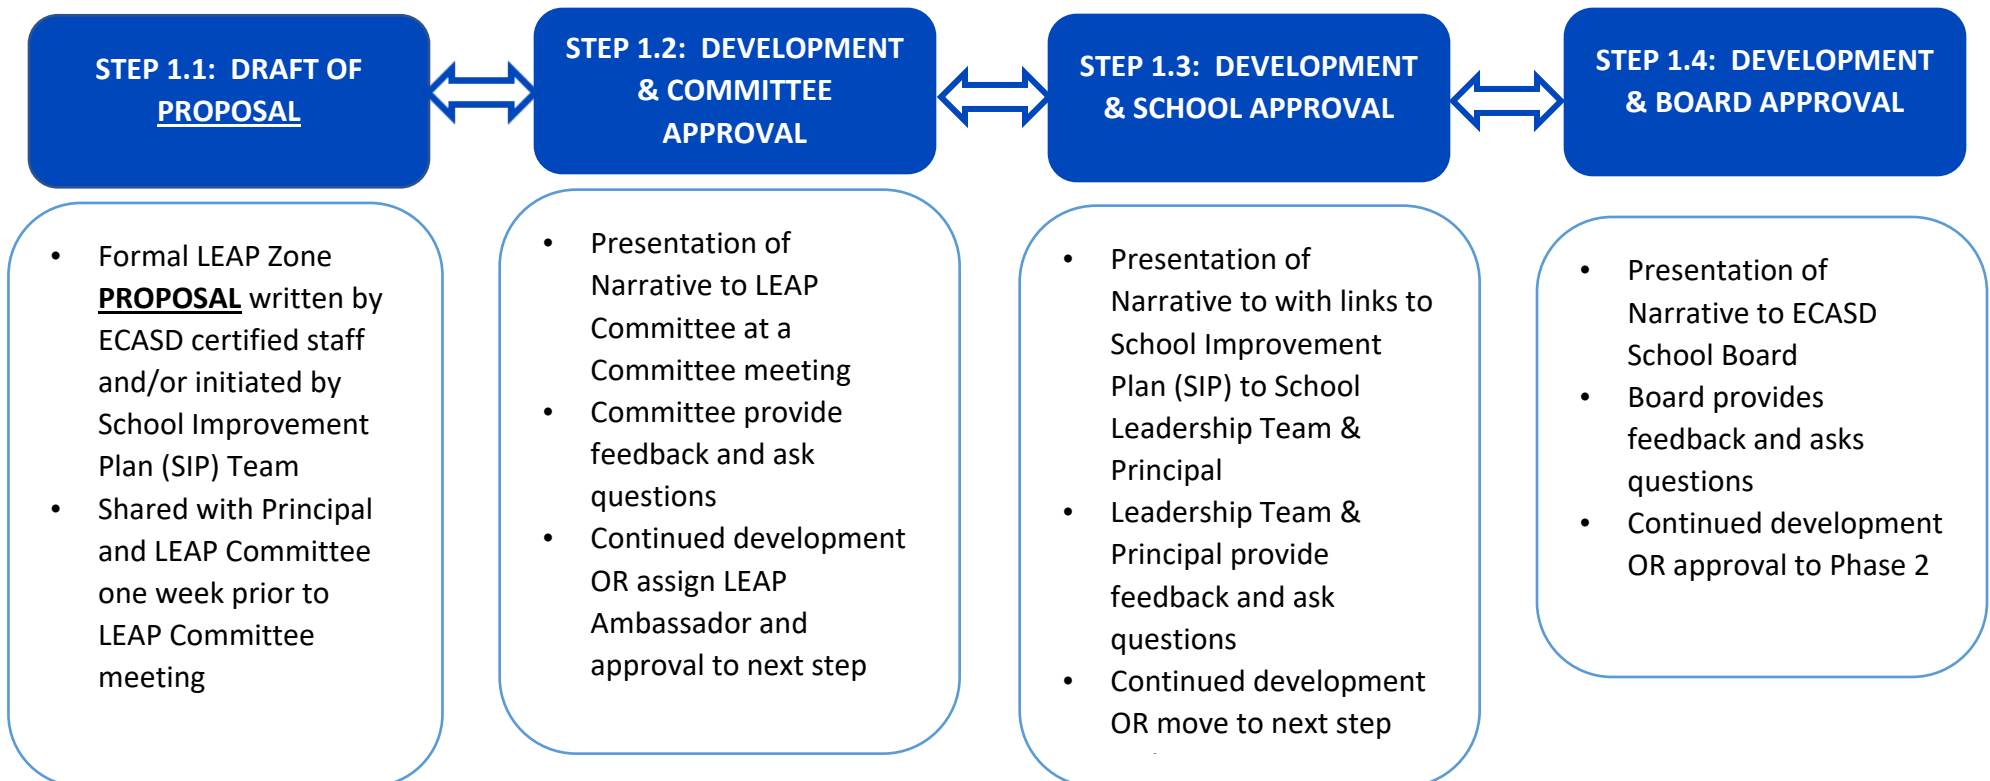 STEP 1.1:  DRAFT OF
PROPOSAL
• Formal LEAP Zone
PROPOSAL written by
ECASD certified staff
and/or initiated by
School Improvement
Plan (SIP) Team
• Shared with Principal
and LEAP Committee
one week prior to
LEAP Committee
meeting
STEP 1.2:  DEVELOPMENT
& COMMITTEE
APPROVAL
• Presentation of
Narrative to LEAP
Committee at a
Committee meeting
• Committee provide
feedback and ask
questions
• Continued development
OR assign LEAP
Ambassador and
approval to next step
STEP 1.3:  DEVELOPMENT
& SCHOOL APPROVAL
• Presentation of
Narrative to with links to
School Improvement
Plan (SIP) to School
Leadership Team &
Principal
• Leadership Team &
Principal provide
feedback and ask
questions
• Continued development
OR move to next step
STEP 1.4:  DEVELOPMENT
& BOARD APPROVAL
• Presentation of
Narrative to ECASD
School Board
• Board provides
feedback and asks
questions
• Continued development
OR approval to Phase 2